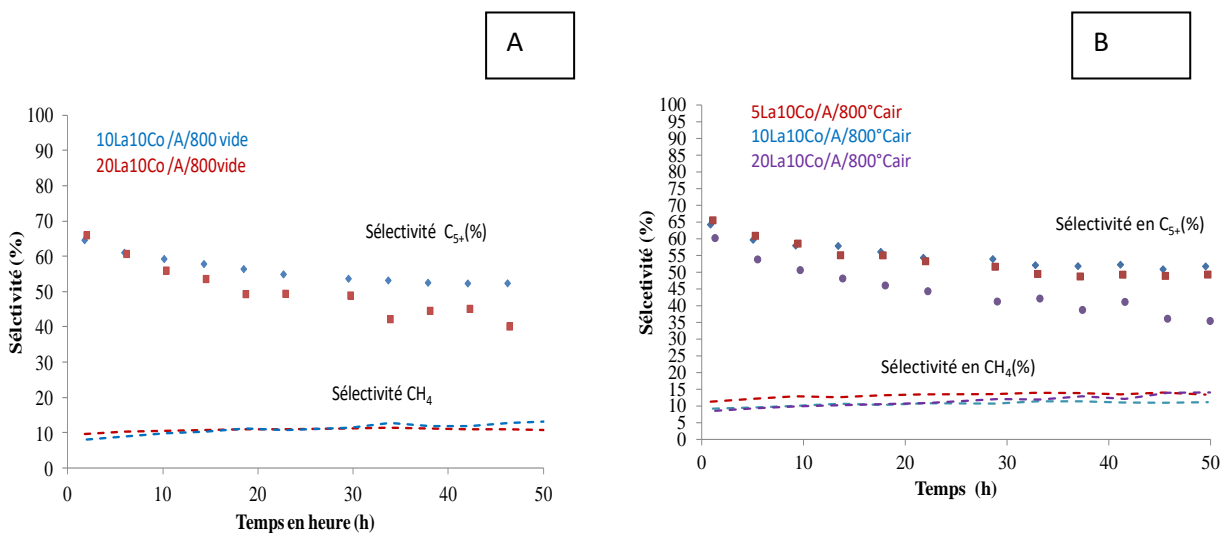 A
10La10Co/A/800 vide
20La10Co/A/800vide
Sélectivité C5+(%)
Sélectivité CH4
Sélctivité (%)
100
90
80
70
60
50
40
30
20
10
0
0 10 20 30 40 50
Temps en heure (h)
B
5La10Co/A/800°Cair
10La10Co/A/800°Cair
20La10Co/A/800°Cair
Sélectivité en C5+(%)
Sélectivité en CH4(%)
Sélcetivité (%)
100
95
90
85
80
75
70
65
60
55
50
45
40
35
30
25
20
15
10
5
0
0 10 20 30 40 50
Temps (h)